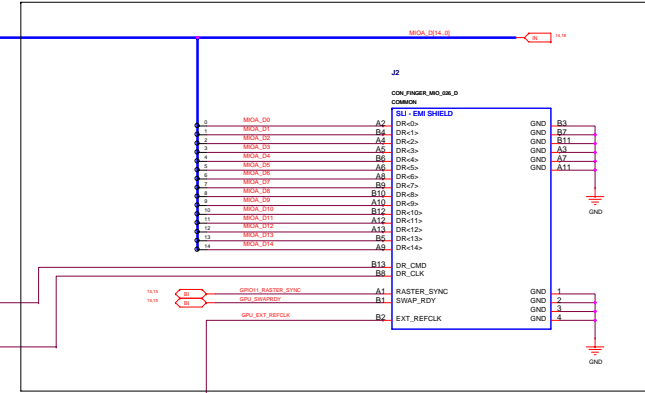 MIOA_D[14..0]
IN
J2
CON_FINGER_MIO_026_D
COMMON
SLI - EMI SHIELD
0 MIOA_D0 A2 DR<0> GND B3
1 MIOA_D1 B4 DR<1> GND B7
2 MIOA_D2 A4 DR<2> GND B11
3 MIOA_D3 A5 DR<3> GND A3
4 MIOA_D4 B6 DR<4> GND A7
5 MIOA_D5 A6 DR<5> GND A11
6 MIOA_D6 A8 DR<6>
7 MIOA_D7 B9 DR<7>
8 MIOA_D8 B10 DR<8>
9 MIOA_D9 A10 DR<9>
10 MIOA_D10 B12 DR<10>
11 MIOA_D11 A12 DR<11>
12 MIOA_D12 A13 DR<12>
13 MIOA_D13 B5 DR<13>
14 MIOA_D14 A9 DR<14>
GND
B13 DR_CMD
B8 DR_CLK
BI GPIO11_RASTER_SYNC A1 RASTER_SYNC GND 1
BI GPU_SWAPRDY B1 SWAP_RDY GND 2
GND 3
GPU_EXT_REFCLK B2 EXT_REFCLK GND 4
GND